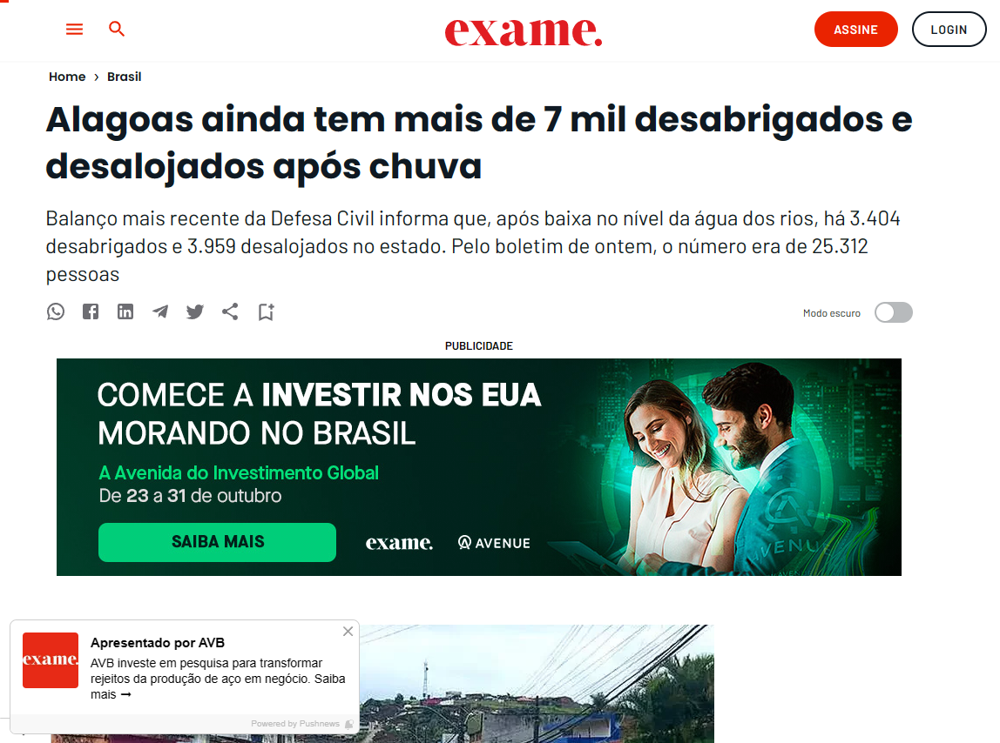 exame.
ASSINE
LOGIN
Home › Brasil
Alagoas ainda tem mais de 7 mil desabrigados e
desalojados após chuva
Balanço mais recente da Defesa Civil informa que, após baixa no nível da água dos rios, há 3.404
desabrigados e 3.959 desalojados no estado. Pelo boletim de ontem, o número era de 25.312
pessoas
Modo escuro
PUBLICIDADE
COMECE A INVESTIR NOS EUA
MORANDO NO BRASIL
A Avenida do Investimento Global
De 23 a 31 de outubro
SAIBA MAIS
exame.
AVENUE
AVENUE
exame.
Apresentado por AVB
AVB investe em pesquisa para transformar
rejeitos da produção de aço em negócio. Saiba
mais ➞
Powered by Pushnews